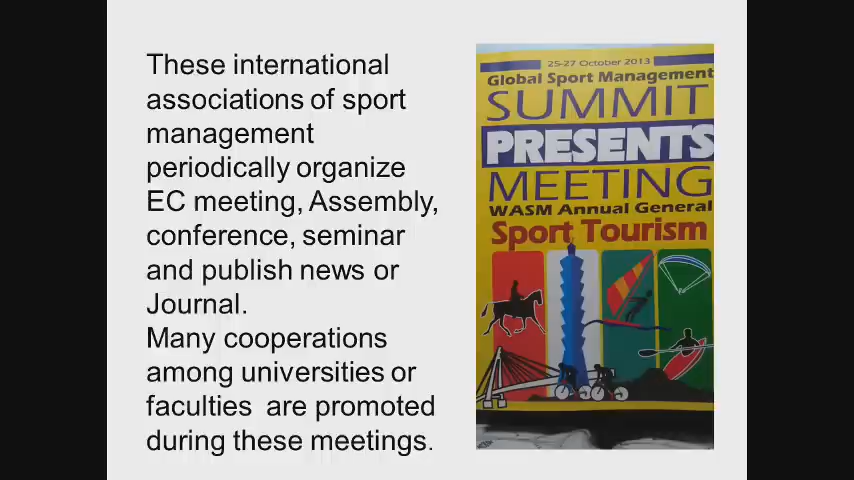 These international
associations of sport
management
periodically organize
EC meeting, Assembly,
conference, seminar
and publish news or
Journal.
Many cooperations
among universities or
faculties  are promoted
during these meetings.
25-27 October 2013
Global Sport Management
SUMMIT
PRESENTS
MEETING
WASM Annual General
Sport Tourism